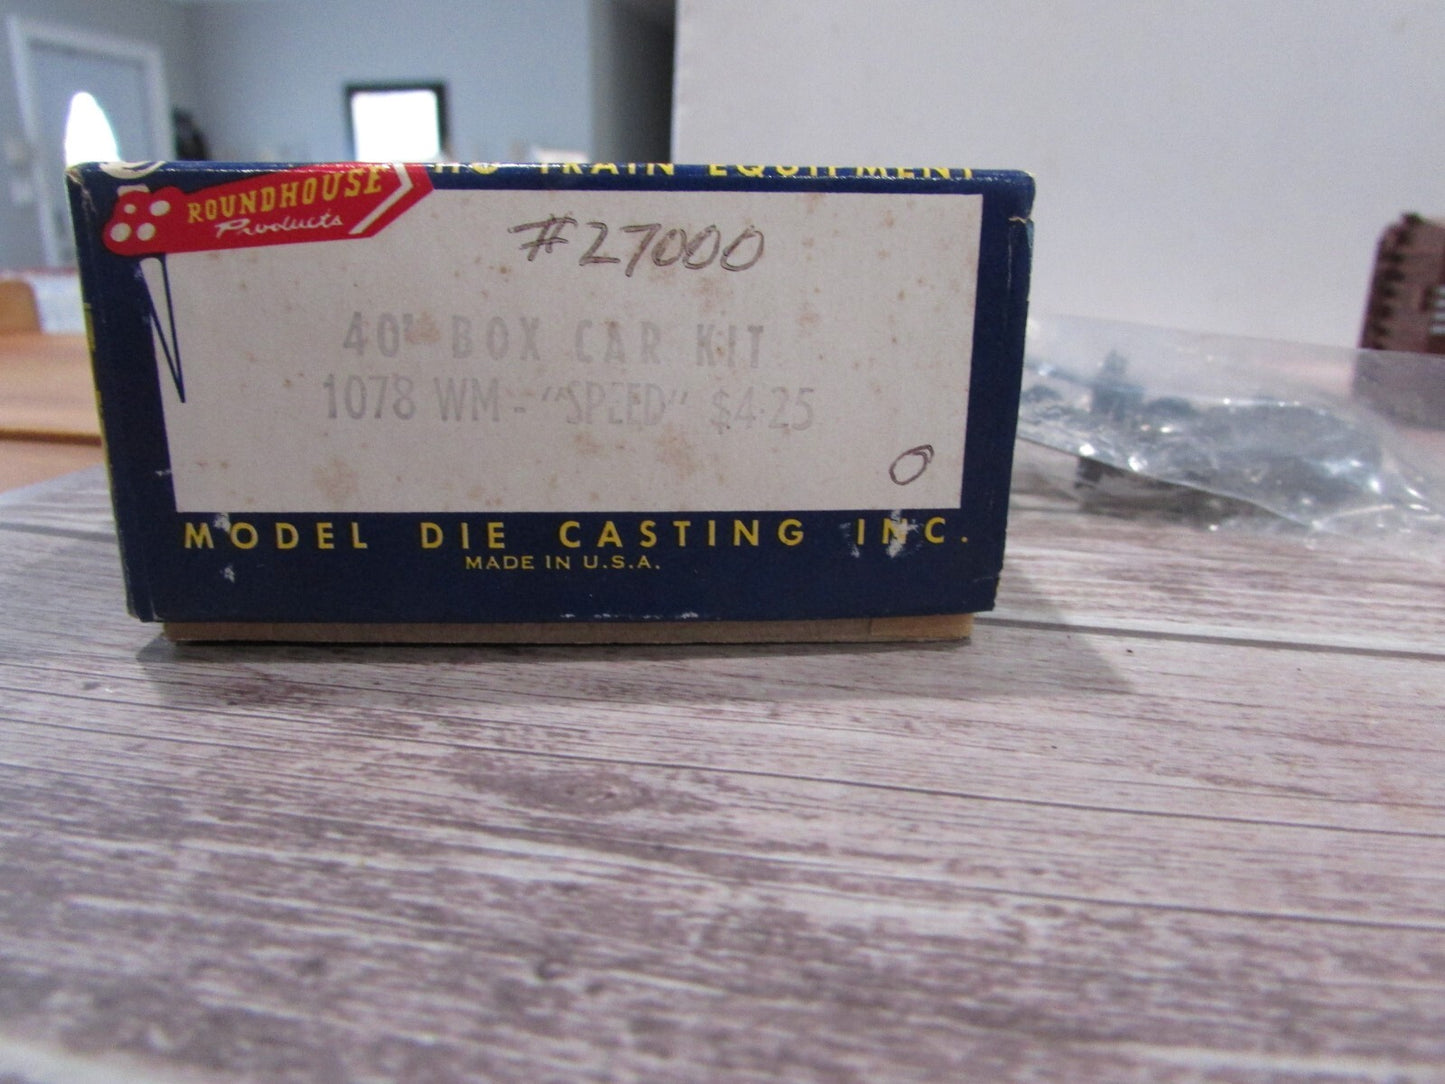 HO TRAIN EQUIPMENT
ROUNDHOUSE
Products
#27000
40' BOX CAR KIT
1078 WM - "SPEED" $4.25
O
MODEL DIE CASTING INC.
MADE IN U.S.A.